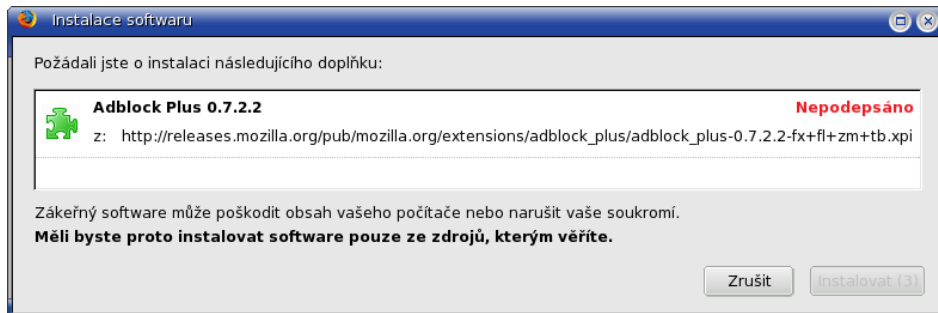 Instalace softwaru
Požádali jste o instalaci následujícího doplňku:
Adblock Plus 0.7.2.2 Nepodepsáno
z: http://releases.mozilla.org/pub/mozilla.org/extensions/adblock_plus/adblock_plus-0.7.2.2-fx+fl+zm+tb.xpi
Zákeřný software může poškodit obsah vašeho počítače nebo narušit vaše soukromí.
Měli byste proto instalovat software pouze ze zdrojů, kterým věříte.
Zrušit Instalovat (3)